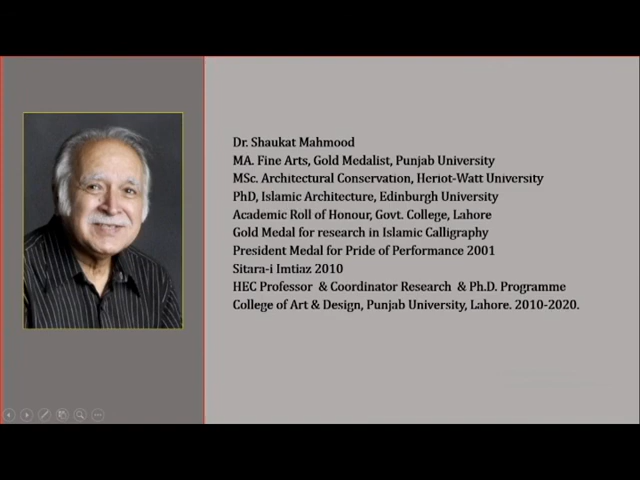 Dr. Shaukat Mahmood
MA. Fine Arts, Gold Medalist, Punjab University
MSc. Architectural Conservation, Heriot-Watt University
PhD, Islamic Architecture, Edinburgh University
Academic Roll of Honour, Govt. College, Lahore
Gold Medal for research in Islamic Calligraphy
President Medal for Pride of Performance 2001
Sitara-i Imtiaz 2010
HEC Professor & Coordinator Research & Ph.D. Programme
College of Art & Design, Punjab University, Lahore. 2010-2020.